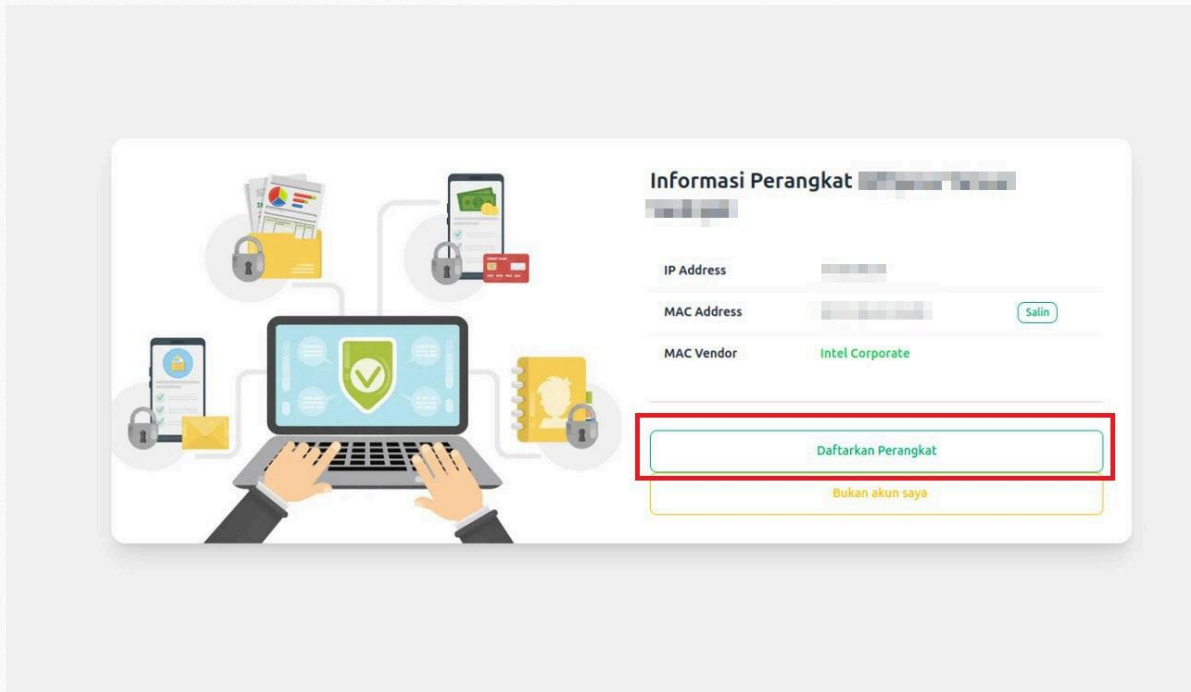 Informasi Perangkat
IP Address
MAC Address
Salin
MAC Vendor Intel Corporate
Daftarkan Perangkat
Bukan akun saya